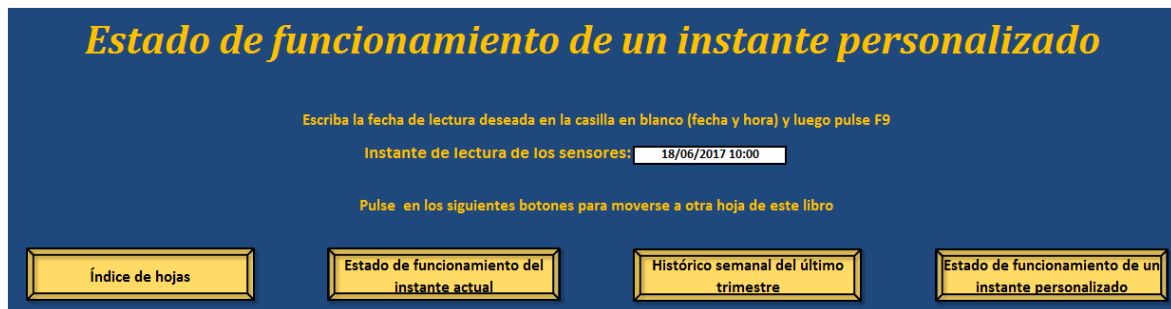 Estado de funcionamiento de un instante personalizado
Escriba la fecha de lectura deseada en la casilla en blanco (fecha y hora) y luego pulse F9
Instante de lectura de los sensores: 18/06/2017 10:00
Pulse en los siguientes botones para moverse a otra hoja de este libro
Índice de hojas
Estado de funcionamiento del
instante actual
Histórico semanal del último
trimestre
Estado de funcionamiento de un
instante personalizado